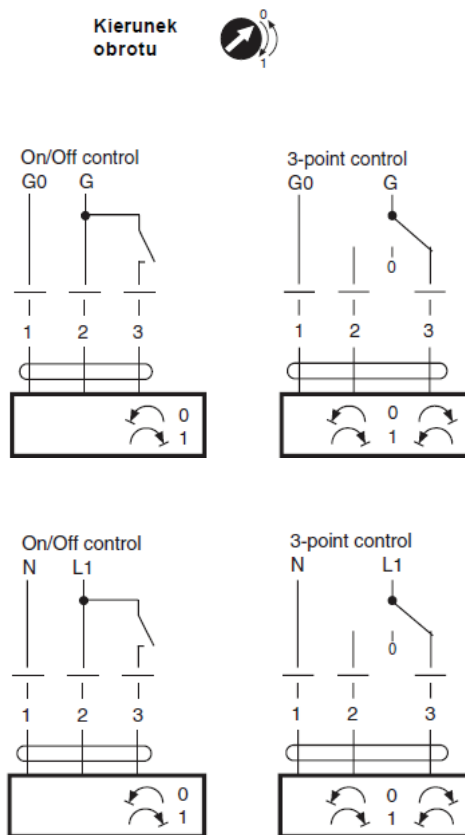 Kierunek
obrotu
0
1
On/Off control
G0 G
1 2 3
0
1
3-point control
G0 G
0
1 2 3
0
1
On/Off control
N L1
1 2 3
0
1
3-point control
N L1
0
1 2 3
0
1